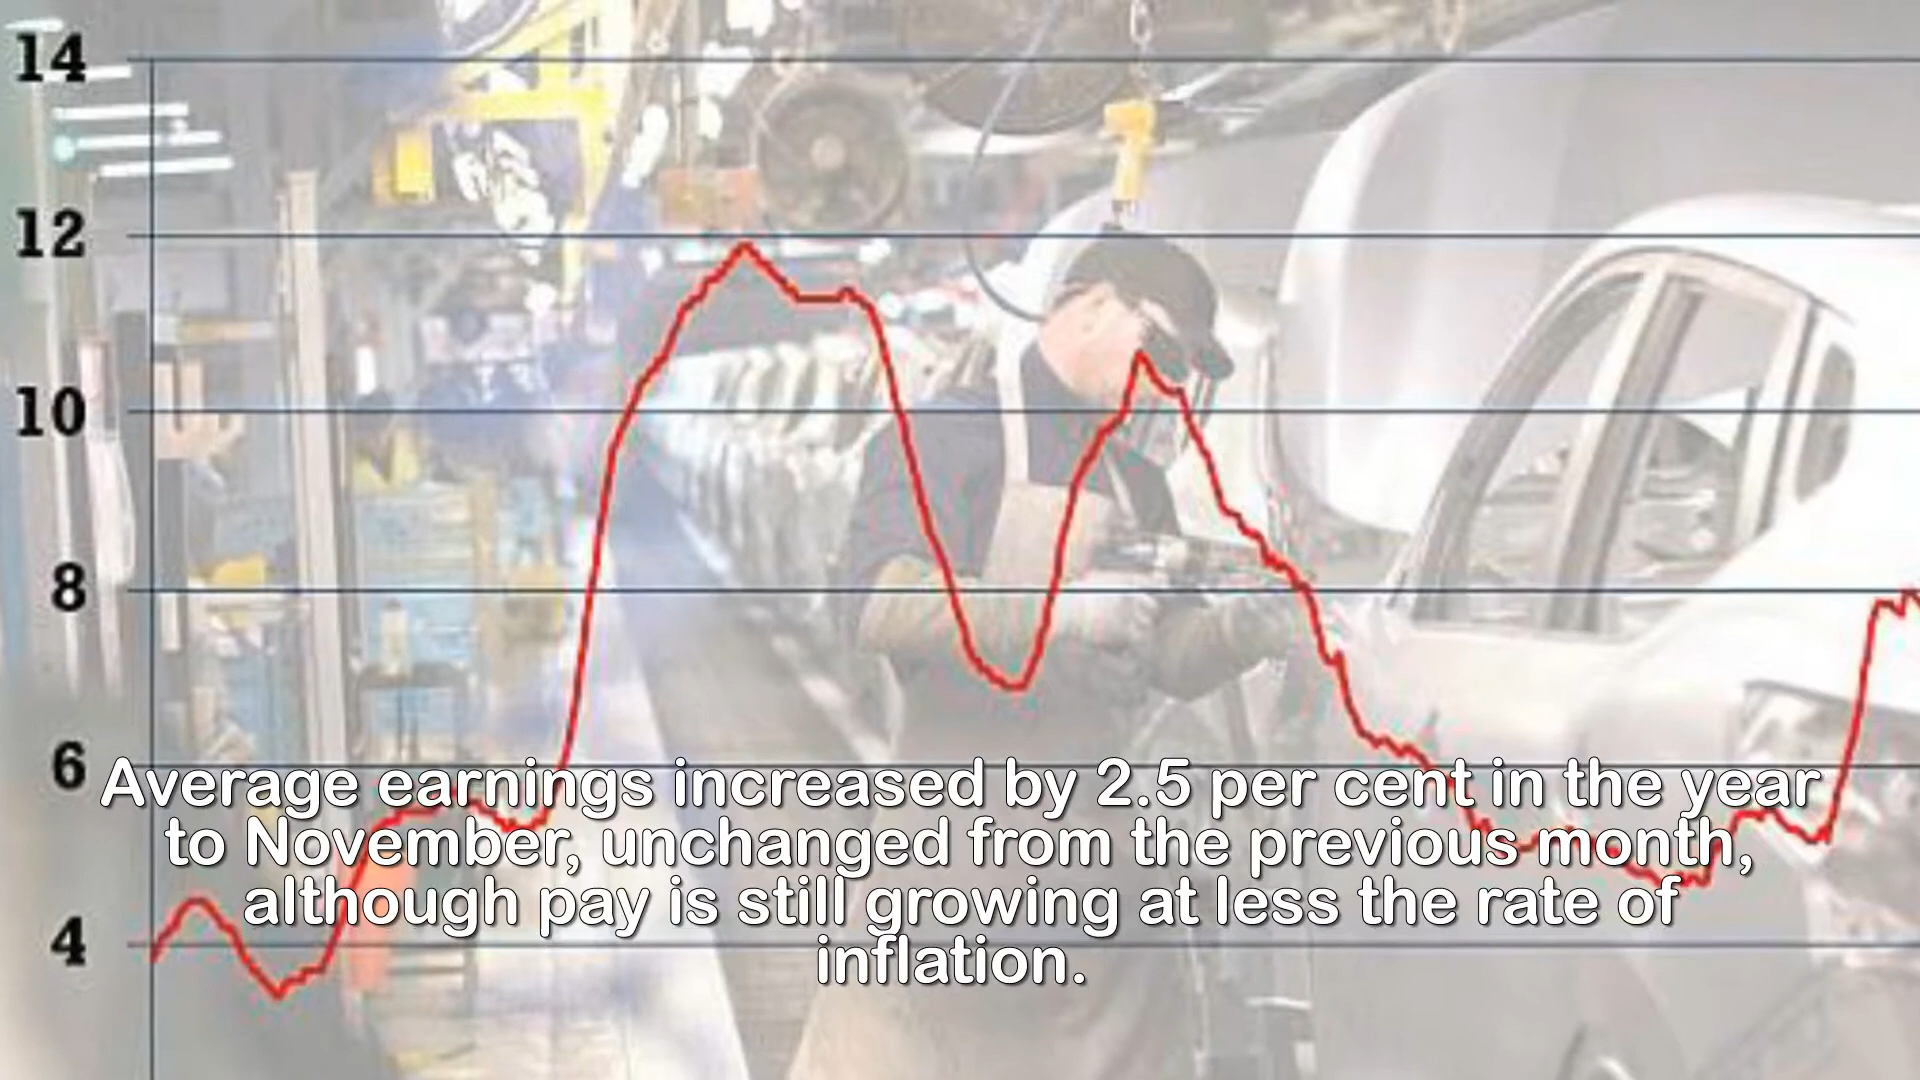 14
12
10
8
6
4
Average earnings increased by 2.5 per cent in the year
to November, unchanged from the previous month,
although pay is still growing at less the rate of
inflation.